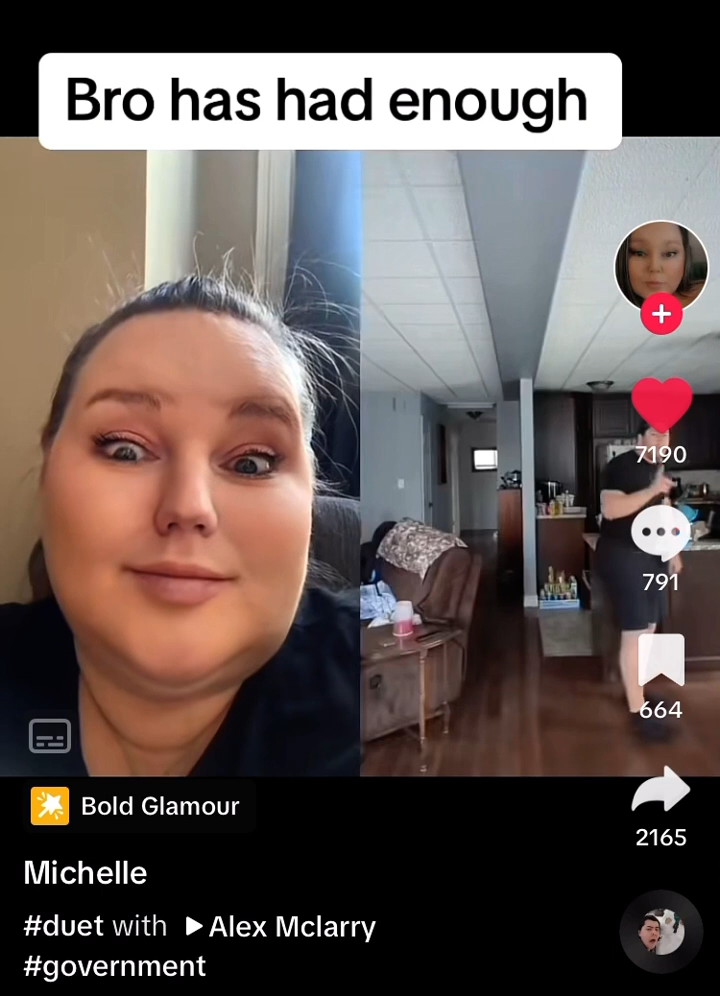 Bro has had enough
7190
791
664
2165
Bold Glamour
Michelle
#duet with ▶ Alex Mclarry
#government